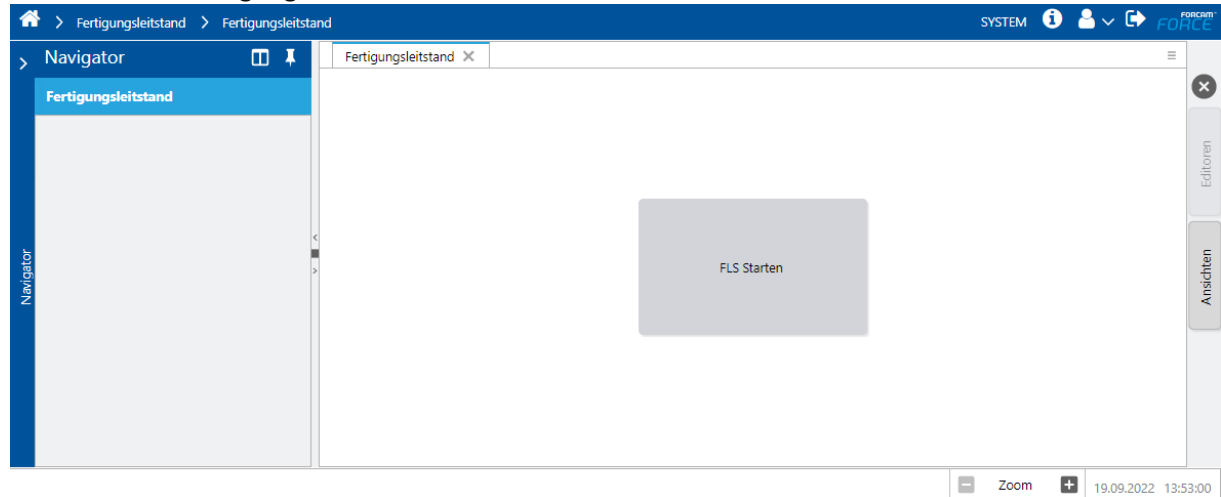 Fertigungsleitstand > Fertigungsleitstand SYSTEM FORCAM FORCE
Navigator
Fertigungsleitstand
Navigator
Fertigungsleitstand
FLS Starten
Editoren
Ansichten
Zoom 19.09.2022 13:53:00